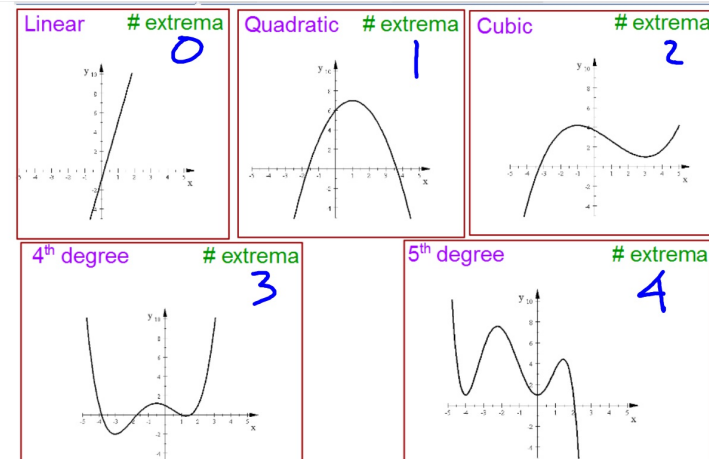 Linear # extrema
0
Quadratic # extrema
1
Cubic # extrema
2
4th degree # extrema
3
5th degree # extrema
4